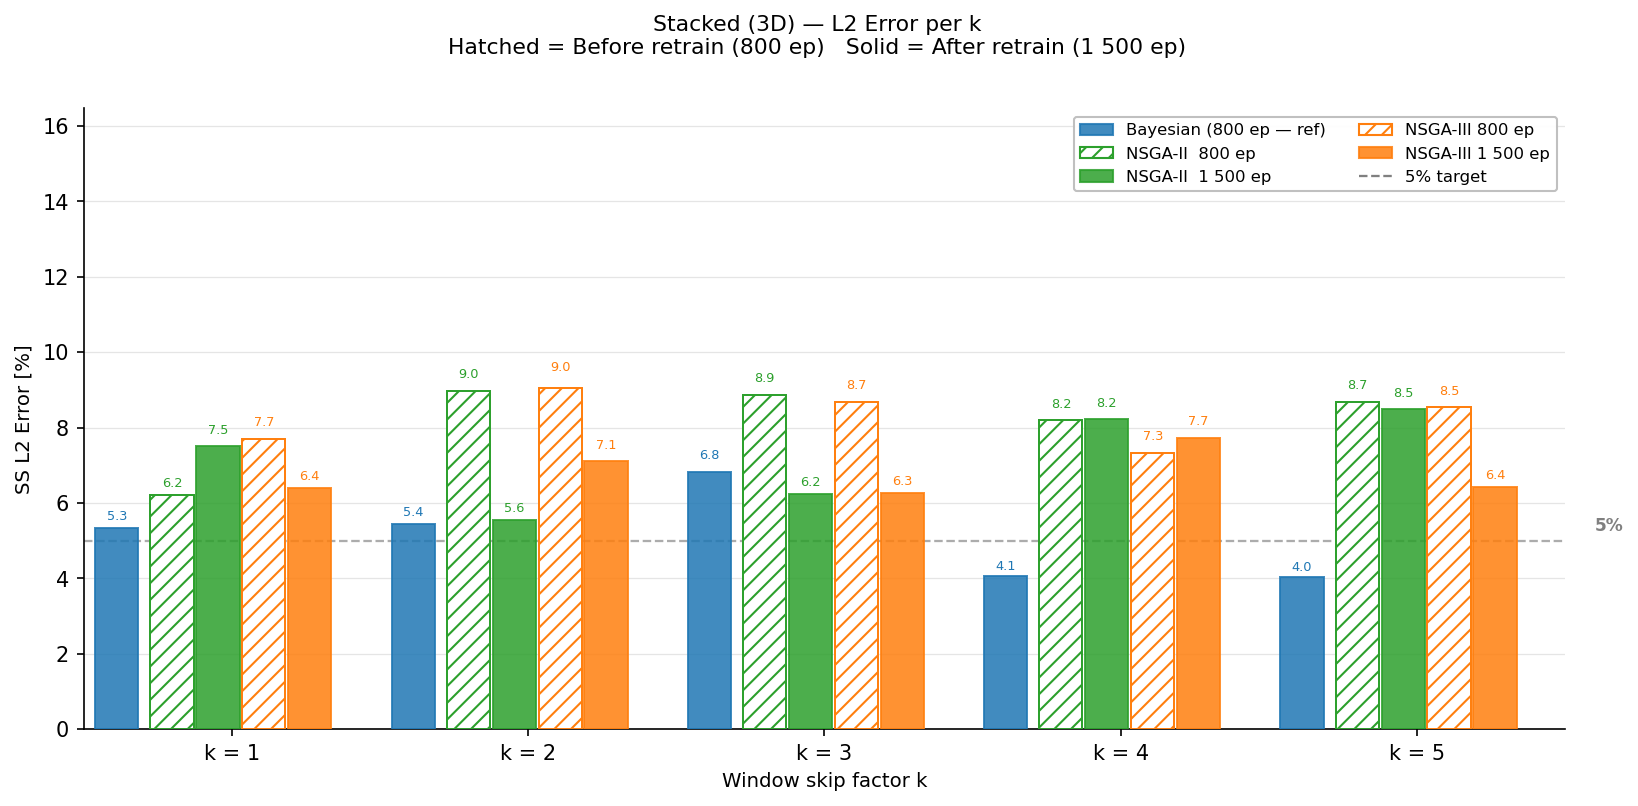 Stacked (3D) — L2 Error per k
Hatched = Before retrain (800 ep)   Solid = After retrain (1 500 ep)
Bayesian (800 ep — ref)
NSGA-II  800 ep
NSGA-II  1 500 ep
NSGA-III 800 ep
NSGA-III 1 500 ep
5% target
SS L2 Error [%]
16
14
12
10
8
6
4
2
0
5.3
6.2
7.5
7.7
6.4
5.4
9.0
5.6
9.0
7.1
6.8
8.9
6.2
8.7
6.3
4.1
8.2
8.2
7.3
7.7
4.0
8.7
8.5
8.5
6.4
5%
k = 1
k = 2
k = 3
k = 4
k = 5
Window skip factor k